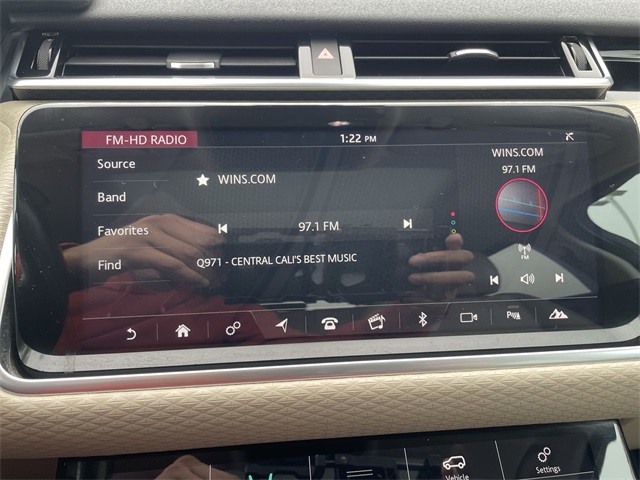 FM-HD RADIO
1:22 PM
Source
Band
Favorites
Find
WINS.COM
97.1 FM
Q971 - CENTRAL CALI'S BEST MUSIC
WINS.COM
97.1 FM
FM
Vehicle
Settings